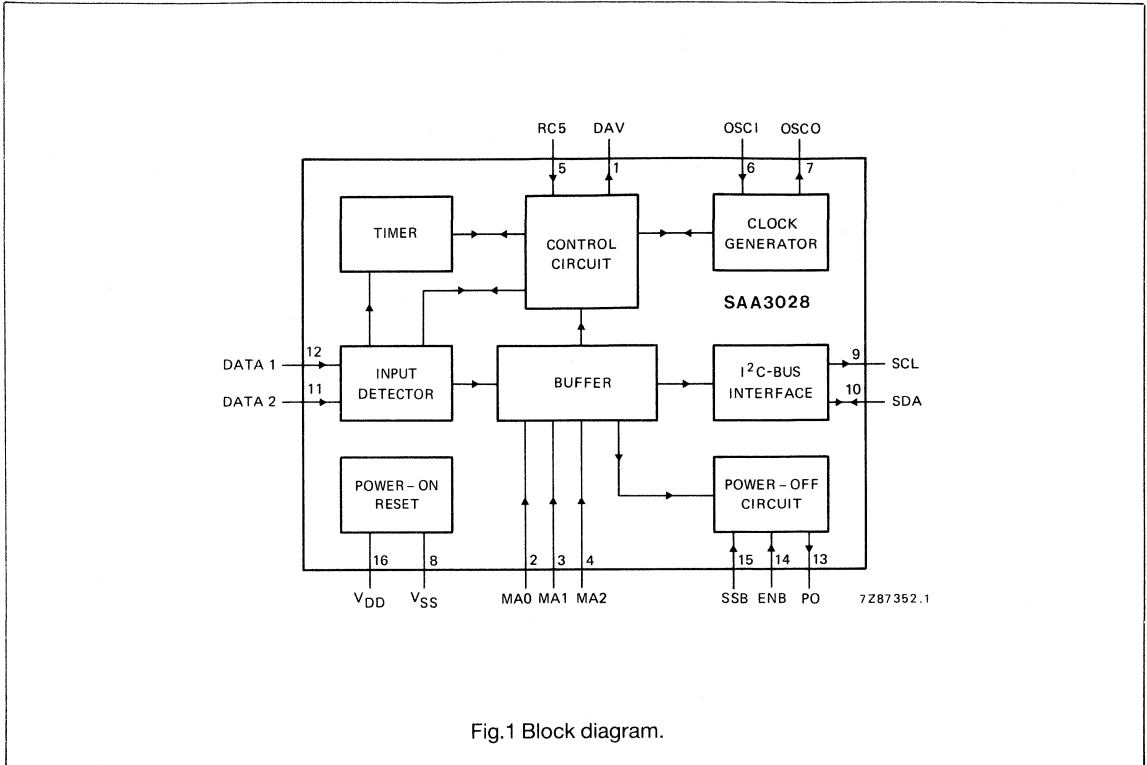 RC5 DAV OSCI OSCO
5 1 6 7
TIMER
CONTROL
CIRCUIT
CLOCK
GENERATOR
SAA3028
DATA 1 12
DATA 2 11
INPUT
DETECTOR
BUFFER
I²C-BUS
INTERFACE
9 SCL
10 SDA
POWER-ON
RESET
POWER-OFF
CIRCUIT
16 8 2 3 4 15 14 13
VDD VSS MA0 MA1 MA2 SSB ENB PO 7Z87352.1
Fig.1 Block diagram.